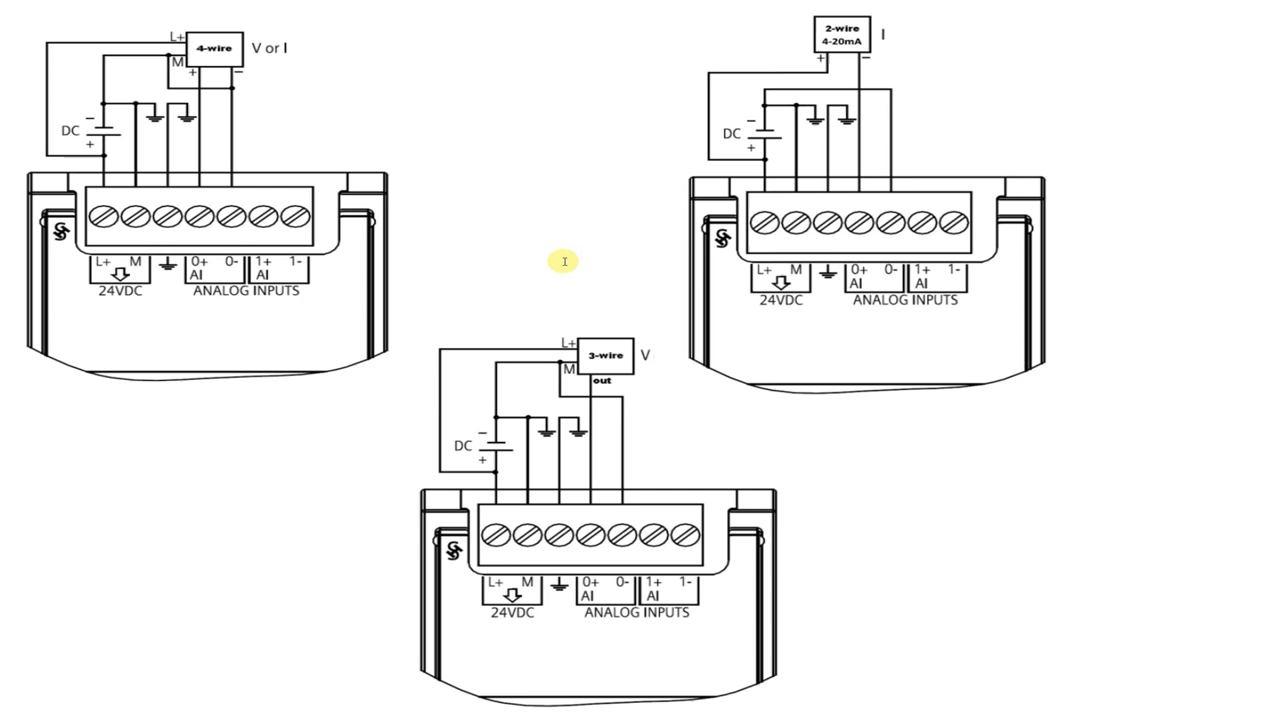 L+
4-wire
V or I
M
+
−
−
DC
+
L+ M 0+ 0- 1+ 1-
AI AI
24VDC ANALOG INPUTS
2-wire
4-20mA
I
+
−
−
DC
+
L+ M 0+ 0- 1+ 1-
AI AI
24VDC ANALOG INPUTS
L+
3-wire
V
M
out
−
DC
+
L+ M 0+ 0- 1+ 1-
AI AI
24VDC ANALOG INPUTS